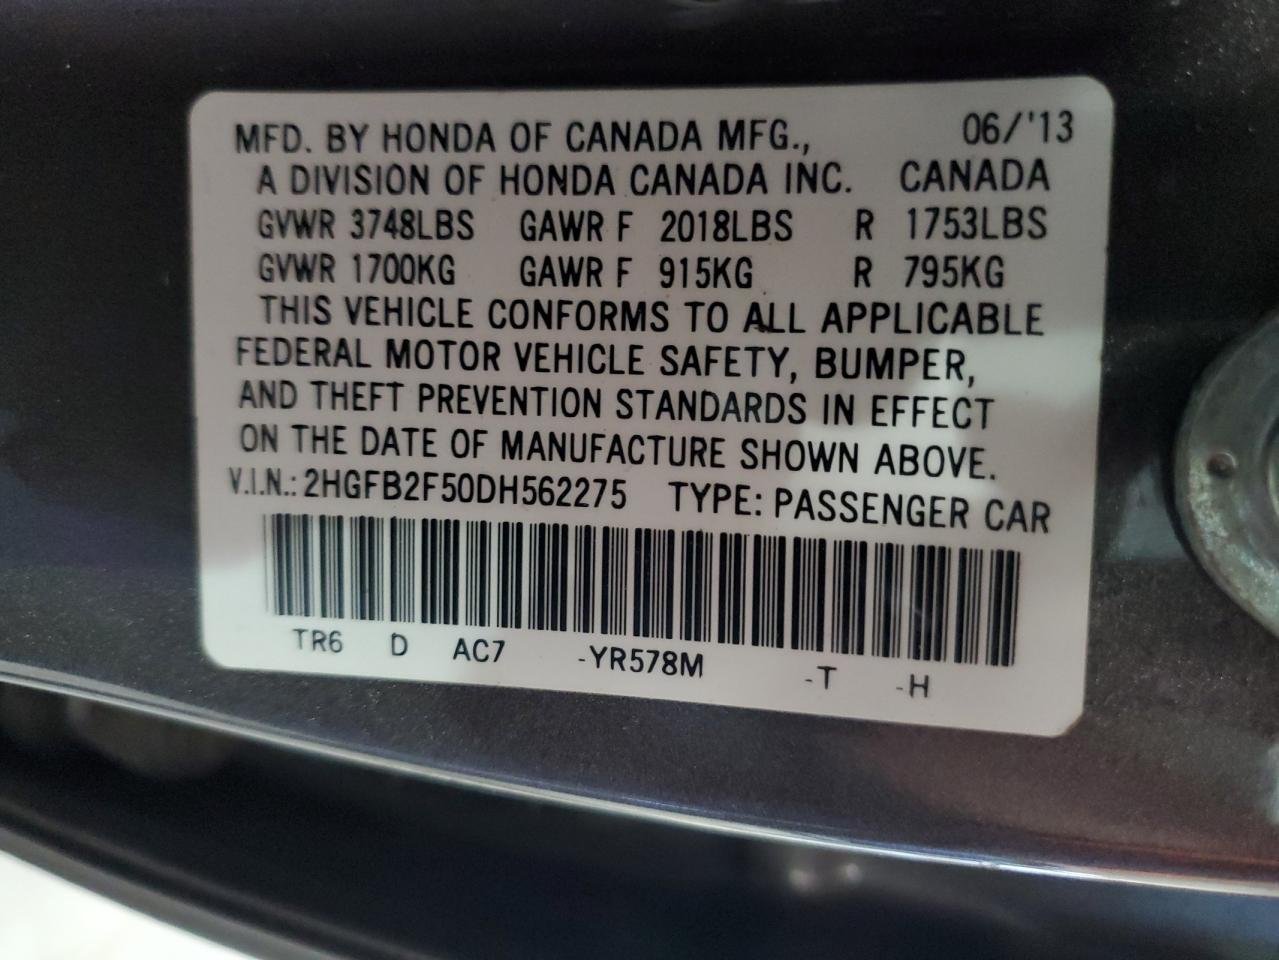 MFD. BY HONDA OF CANADA MFG., 06/'13
A DIVISION OF HONDA CANADA INC. CANADA
GVWR 3748LBS GAWR F 2018LBS R 1753LBS
GVWR 1700KG GAWR F 915KG R 795KG
THIS VEHICLE CONFORMS TO ALL APPLICABLE
FEDERAL MOTOR VEHICLE SAFETY, BUMPER,
AND THEFT PREVENTION STANDARDS IN EFFECT
ON THE DATE OF MANUFACTURE SHOWN ABOVE.
V.I.N.: 2HGFB2F50DH562275 TYPE: PASSENGER CAR
TR6 D AC7 -YR578M -T -H